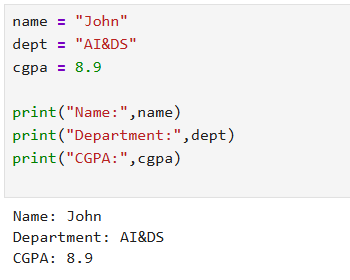 name = "John"
dept = "AI&DS"
cgpa = 8.9
print("Name:",name)
print("Department:",dept)
print("CGPA:",cgpa)
Name: John
Department: AI&DS
CGPA: 8.9